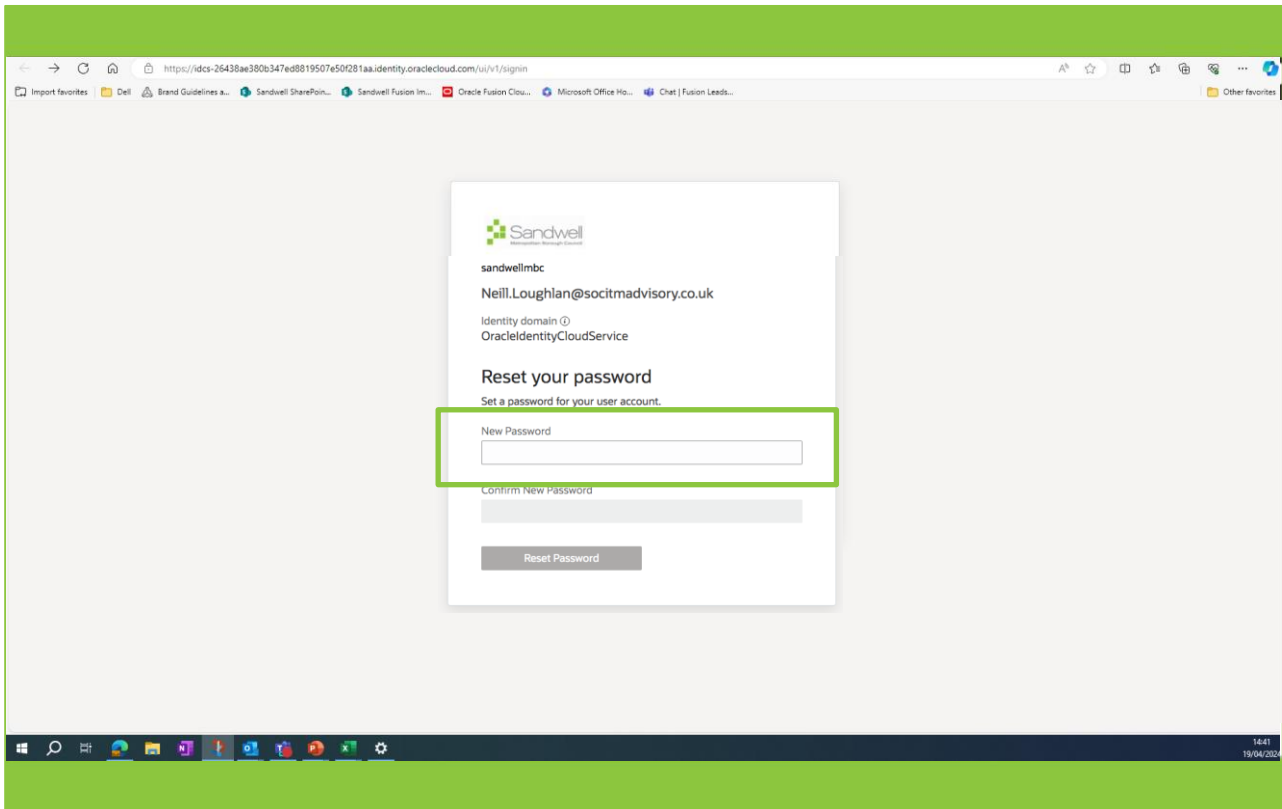 https://idcs-26438ae380b347ed8819507e50f281aa.identity.oraclecloud.com/ui/v1/signin
Import favorites Dell Brand Guidelines a... Sandwell SharePoin... Sandwell Fusion Im... Oracle Fusion Clou... Microsoft Office Ho... Chat | Fusion Leads... Other favorites
Sandwell
Metropolitan Borough Council
sandwellmbc
Neill.Loughlan@socitmadvisory.co.uk
Identity domain
OracleIdentityCloudService
Reset your password
Set a password for your user account.
New Password
Confirm New Password
Reset Password
14:41
19/04/2024